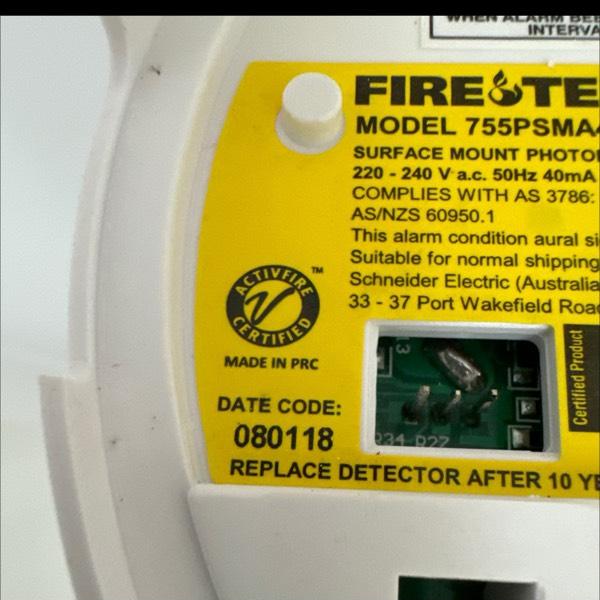 WHEN ALARM BEE
INTERVA
FIRE TE
MODEL 755PSMA4
SURFACE MOUNT PHOTO
220 - 240 V a.c. 50Hz 40mA
COMPLIES WITH AS 3786:
AS/NZS 60950.1
This alarm condition aural si
Suitable for normal shipping
Schneider Electric (Australia
33 - 37 Port Wakefield Road
ACTIVFIRE ™
CERTIFIED
MADE IN PRC
Certified Product
DATE CODE:
080118
R27
REPLACE DETECTOR AFTER 10 YE